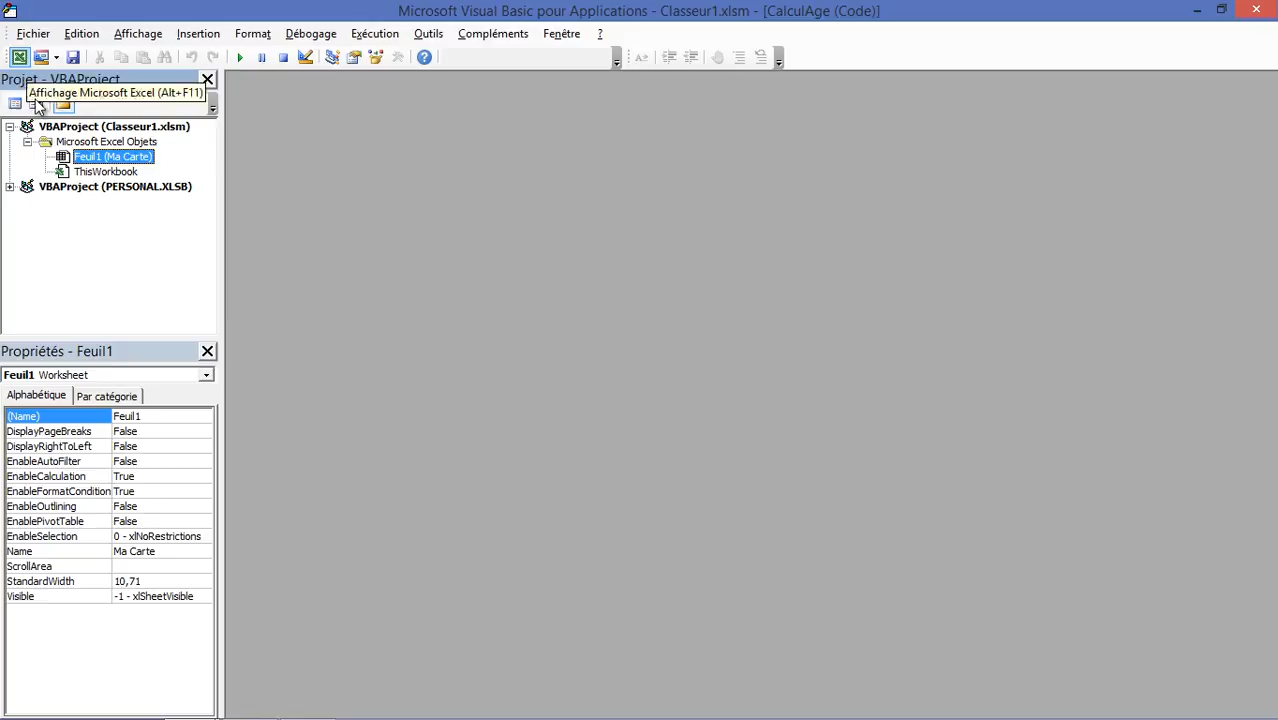 Microsoft Visual Basic pour Applications - Classeur1.xlsm - [CalculAge (Code)]
Fichier Edition Affichage Insertion Format Débogage Exécution Outils Compléments Fenêtre ?
Projet - VBAProject
Affichage Microsoft Excel (Alt+F11)
VBAProject (Classeur1.xlsm)
Microsoft Excel Objets
Feuil1 (Ma Carte)
ThisWorkbook
VBAProject (PERSONAL.XLSB)
Propriétés - Feuil1
Feuil1 Worksheet
Alphabétique Par catégorie
(Name) Feuil1
DisplayPageBreaks False
DisplayRightToLeft False
EnableAutoFilter False
EnableCalculation True
EnableFormatCondition True
EnableOutlining False
EnablePivotTable False
EnableSelection 0 - xlNoRestrictions
Name Ma Carte
ScrollArea
StandardWidth 10,71
Visible -1 - xlSheetVisible